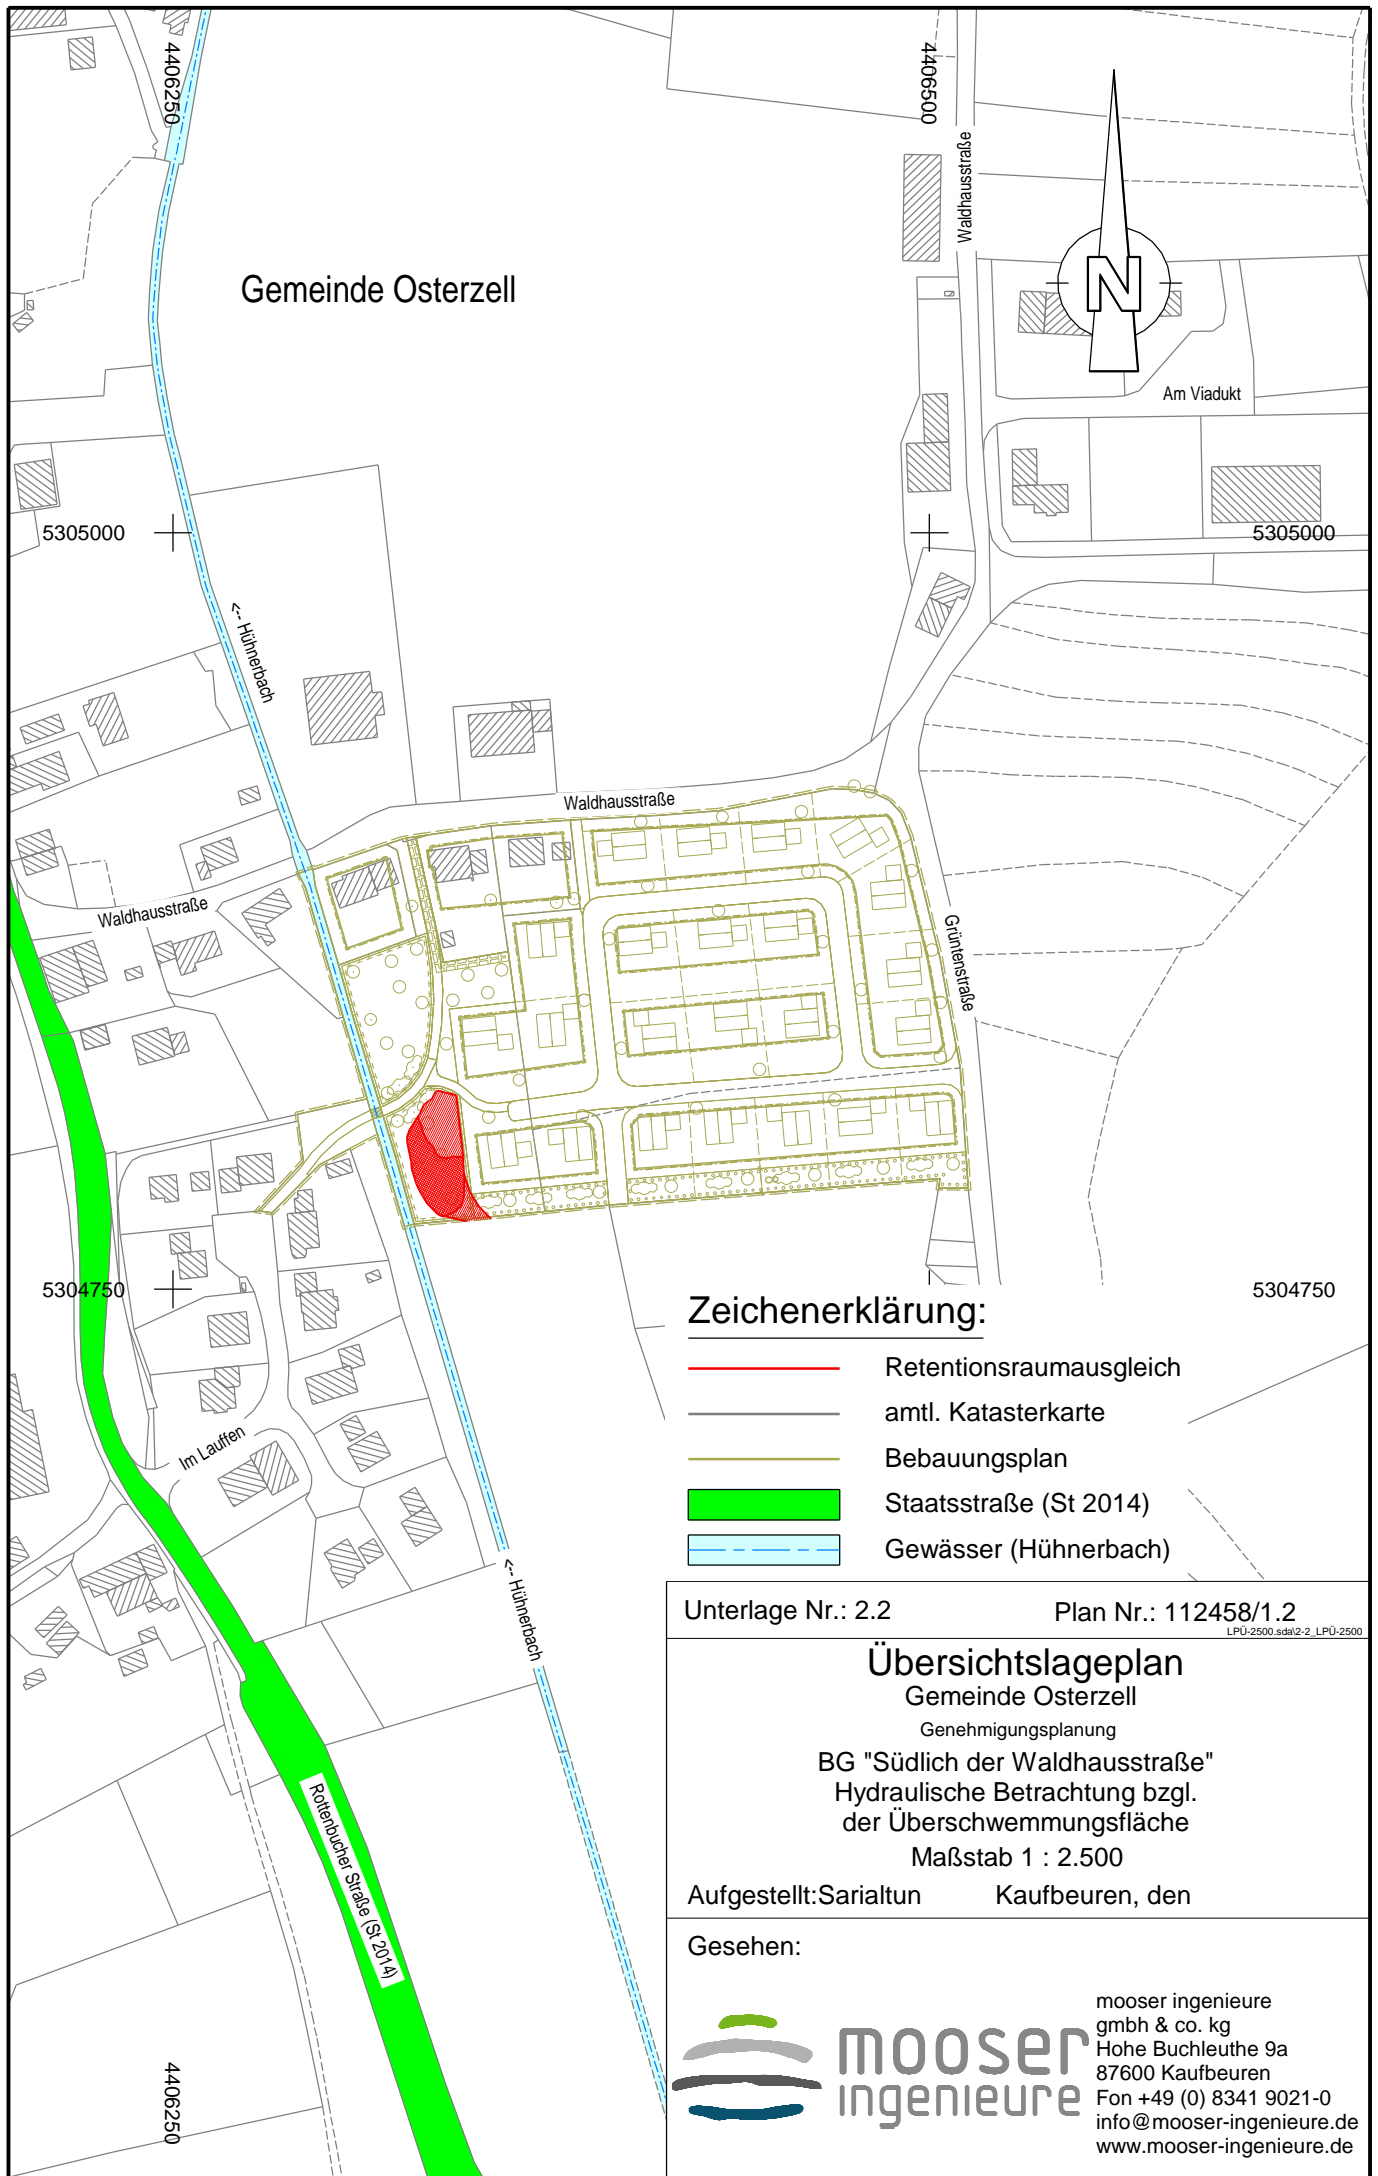 4406250
4406500
Waldhausstraße
Gemeinde Osterzell
N
Am Viadukt
5305000
5305000
<-- Hühnerbach
Waldhausstraße
Waldhausstraße
Grüntenstraße
5304750
5304750
Im Lauffen
<-- Hühnerbach
Rottenbucher Straße (St 2014)
4406250
Zeichenerklärung:
Retentionsraumausgleich
amtl. Katasterkarte
Bebauungsplan
Staatsstraße (St 2014)
Gewässer (Hühnerbach)
Unterlage Nr.: 2.2
Plan Nr.: 112458/1.2
LPÜ-2500.sda\2-2_LPÜ-2500
Übersichtslageplan
Gemeinde Osterzell
Genehmigungsplanung
BG "Südlich der Waldhausstraße"
Hydraulische Betrachtung bzgl.
der Überschwemmungsfläche
Maßstab 1 : 2.500
Aufgestellt:Sarialtun Kaufbeuren, den
Gesehen:
mooser
ingenieure
mooser ingenieure
gmbh & co. kg
Hohe Buchleuthe 9a
87600 Kaufbeuren
Fon +49 (0) 8341 9021-0
info@mooser-ingenieure.de
www.mooser-ingenieure.de